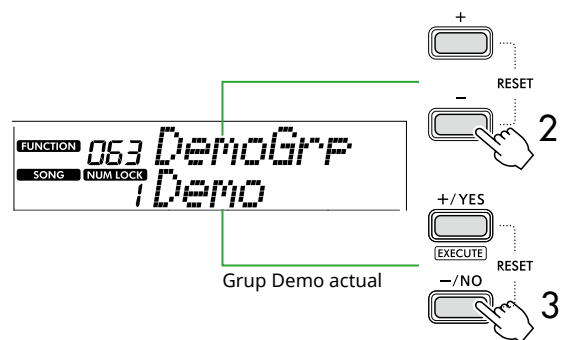 +
RESET
-
2
FUNCTION 063 DemoGrp
SONG NUM LOCK 1 Demo
+/YES
EXECUTE
RESET
Grup Demo actual
−/NO
3